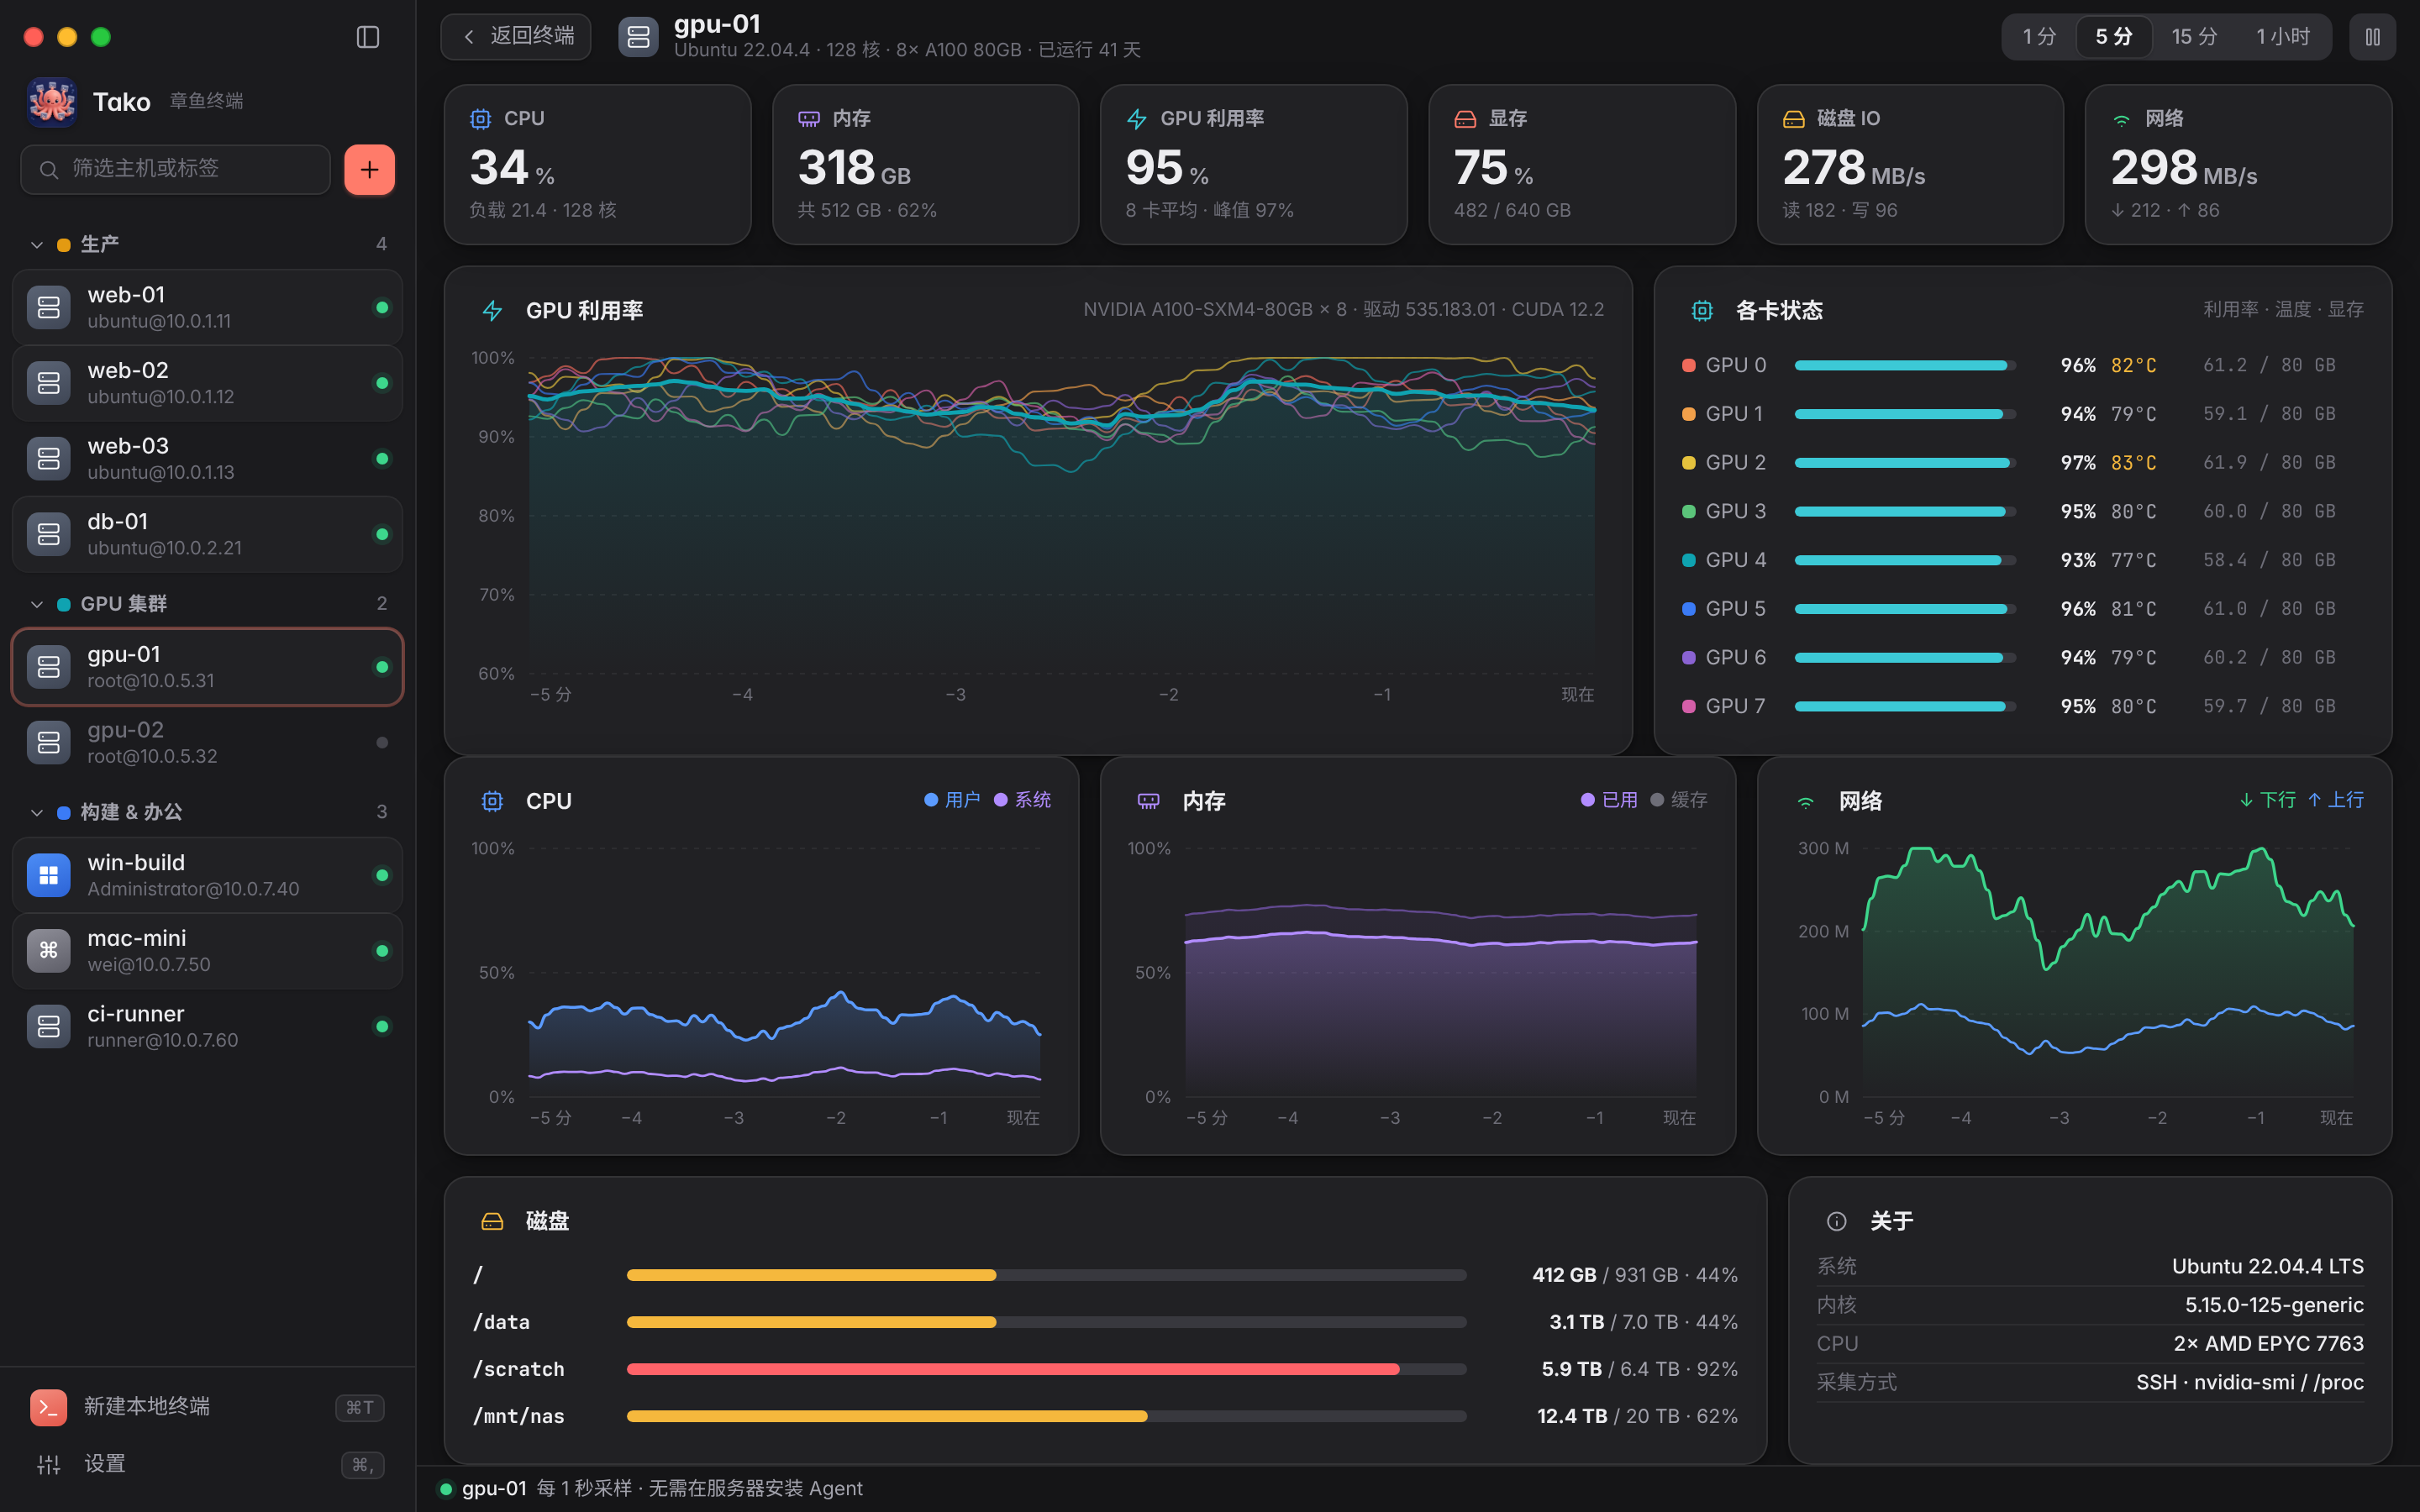 Tako 章鱼终端
筛选主机或标签
生产 4
web-01
ubuntu@10.0.1.11
web-02
ubuntu@10.0.1.12
web-03
ubuntu@10.0.1.13
db-01
ubuntu@10.0.2.21
GPU 集群 2
gpu-01
root@10.0.5.31
gpu-02
root@10.0.5.32
构建 & 办公 3
win-build
Administrator@10.0.7.40
mac-mini
wei@10.0.7.50
ci-runner
runner@10.0.7.60
新建本地终端 ⌘T
设置 ⌘,
返回终端
gpu-01
Ubuntu 22.04.4 · 128 核 · 8× A100 80GB · 已运行 41 天
1 分 5 分 15 分 1 小时
CPU
34 %
负载 21.4 · 128 核
内存
318 GB
共 512 GB · 62%
GPU 利用率
95 %
8 卡平均 · 峰值 97%
显存
75 %
482 / 640 GB
磁盘 IO
278 MB/s
读 182 · 写 96
网络
298 MB/s
↓ 212 · ↑ 86
GPU 利用率
NVIDIA A100-SXM4-80GB × 8 · 驱动 535.183.01 · CUDA 12.2
100%
90%
80%
70%
60%
−5 分 −4 −3 −2 −1 现在
各卡状态 利用率 · 温度 · 显存
GPU 0 96% 82°C 61.2 / 80 GB
GPU 1 94% 79°C 59.1 / 80 GB
GPU 2 97% 83°C 61.9 / 80 GB
GPU 3 95% 80°C 60.0 / 80 GB
GPU 4 93% 77°C 58.4 / 80 GB
GPU 5 96% 81°C 61.0 / 80 GB
GPU 6 94% 79°C 60.2 / 80 GB
GPU 7 95% 80°C 59.7 / 80 GB
CPU 用户 系统
100%
50%
0%
−5 分 −4 −3 −2 −1 现在
内存 已用 缓存
100%
50%
0%
−5 分 −4 −3 −2 −1 现在
网络 ↓ 下行 ↑ 上行
300 M
200 M
100 M
0 M
−5 分 −4 −3 −2 −1 现在
磁盘
/ 412 GB / 931 GB · 44%
/data 3.1 TB / 7.0 TB · 44%
/scratch 5.9 TB / 6.4 TB · 92%
/mnt/nas 12.4 TB / 20 TB · 62%
关于
系统 Ubuntu 22.04.4 LTS
内核 5.15.0-125-generic
CPU 2× AMD EPYC 7763
采集方式 SSH · nvidia-smi / /proc
gpu-01 每 1 秒采样 · 无需在服务器安装 Agent